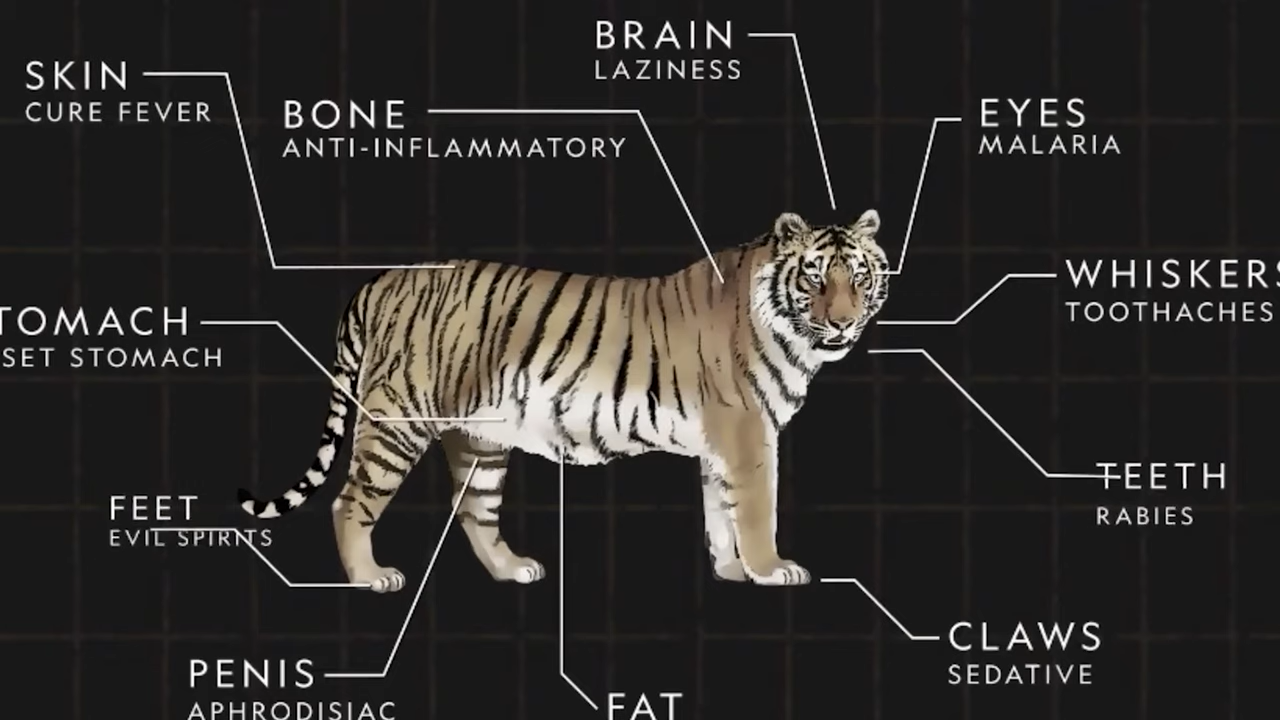 BRAIN
LAZINESS
SKIN
CURE FEVER
BONE
ANTI-INFLAMMATORY
EYES
MALARIA
WHISKERS
TOOTHACHES
TOMACH
SET STOMACH
TEETH
RABIES
FEET
EVIL SPIRITS
CLAWS
SEDATIVE
PENIS
APHRODISIAC
FAT